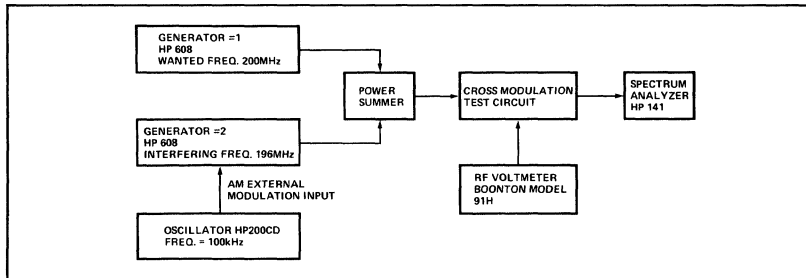 GENERATOR =1
HP 608
WANTED FREQ. 200MHz
POWER
SUMMER
CROSS MODULATION
TEST CIRCUIT
SPECTRUM
ANALYZER
HP 141
GENERATOR =2
HP 608
INTERFERING FREQ. 196MHz
AM EXTERNAL
MODULATION INPUT
RF VOLTMETER
BOONTON MODEL
91H
OSCILLATOR HP200CD
FREQ. = 100kHz